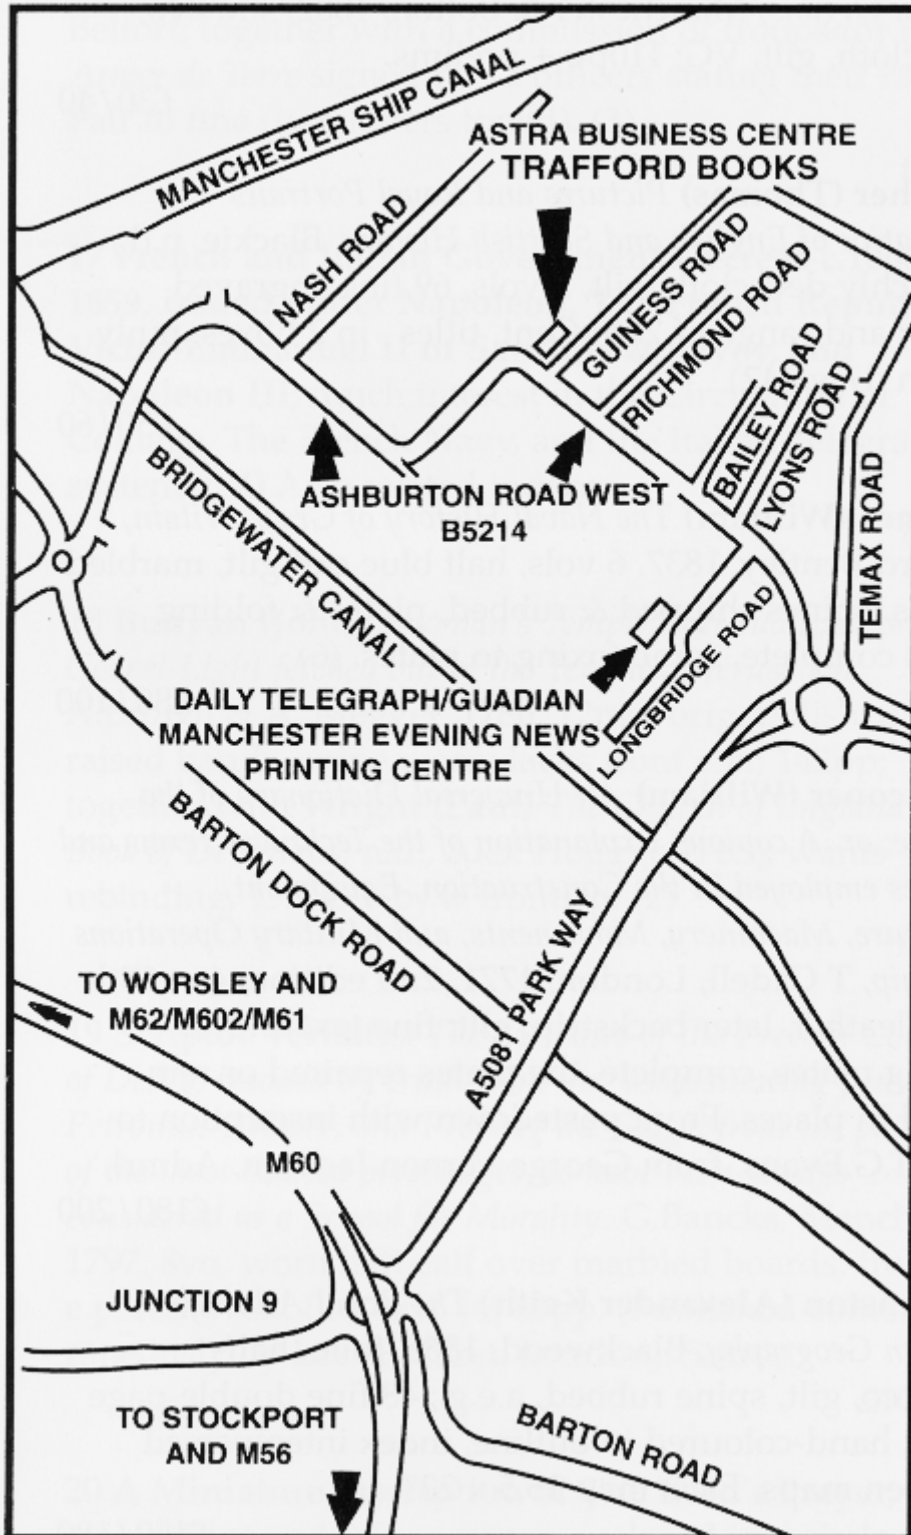 MANCHESTER SHIP CANAL
ASTRA BUSINESS CENTRE
TRAFFORD BOOKS
NASH ROAD
GUINESS ROAD
RICHMOND ROAD
BAILEY ROAD
LYONS ROAD
TEMAX ROAD
BRIDGEWATER CANAL
ASHBURTON ROAD WEST
B5214
DAILY TELEGRAPH/GUADIAN
MANCHESTER EVENING NEWS
PRINTING CENTRE
LONGBRIDGE ROAD
BARTON DOCK ROAD
A5081 PARK WAY
TO WORSLEY AND
M62/M602/M61
M60
JUNCTION 9
TO STOCKPORT
AND M56
BARTON ROAD